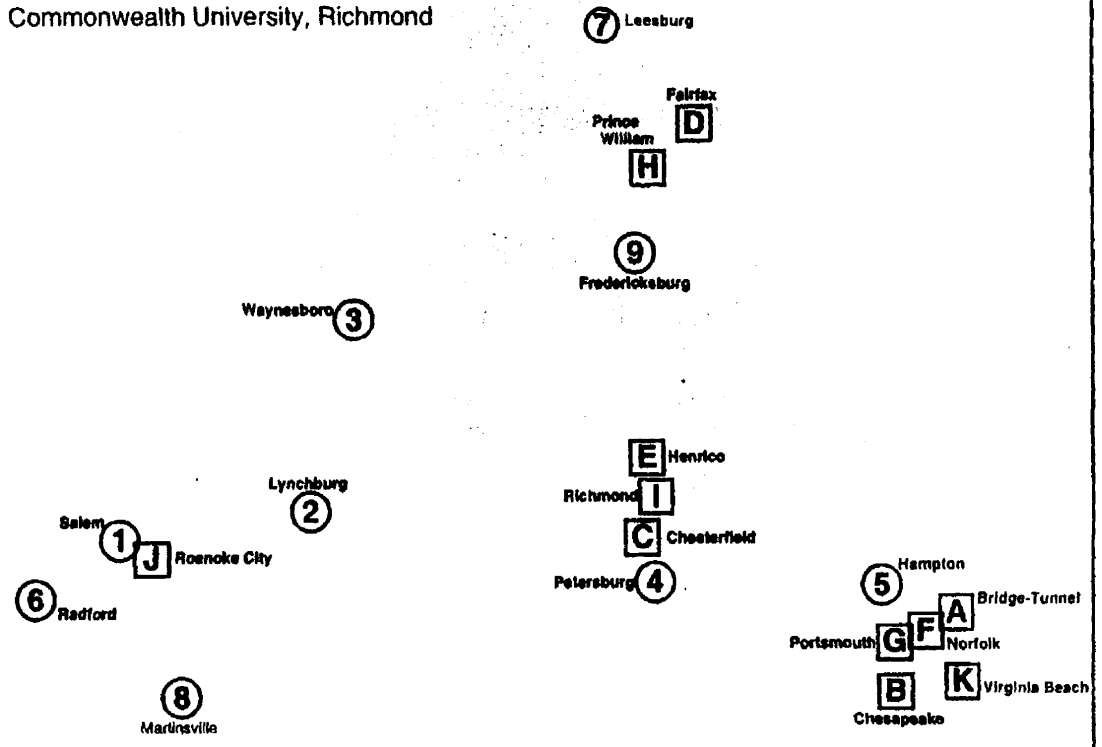 Commonwealth University, Richmond
7 Leesburg
Fairfax
D
Prince
William
H
9
Fredericksburg
Waynesboro 3
E Henrico
Richmond I
Lynchburg
2
C Chesterfield
Salem
1
J Roanoke City
Petersburg 4
Hampton
5
6
Radford
A Bridge-Tunnel
F
Norfolk
Portsmouth G
K Virginia Beach
B
Chesapeake
8
Martinsville